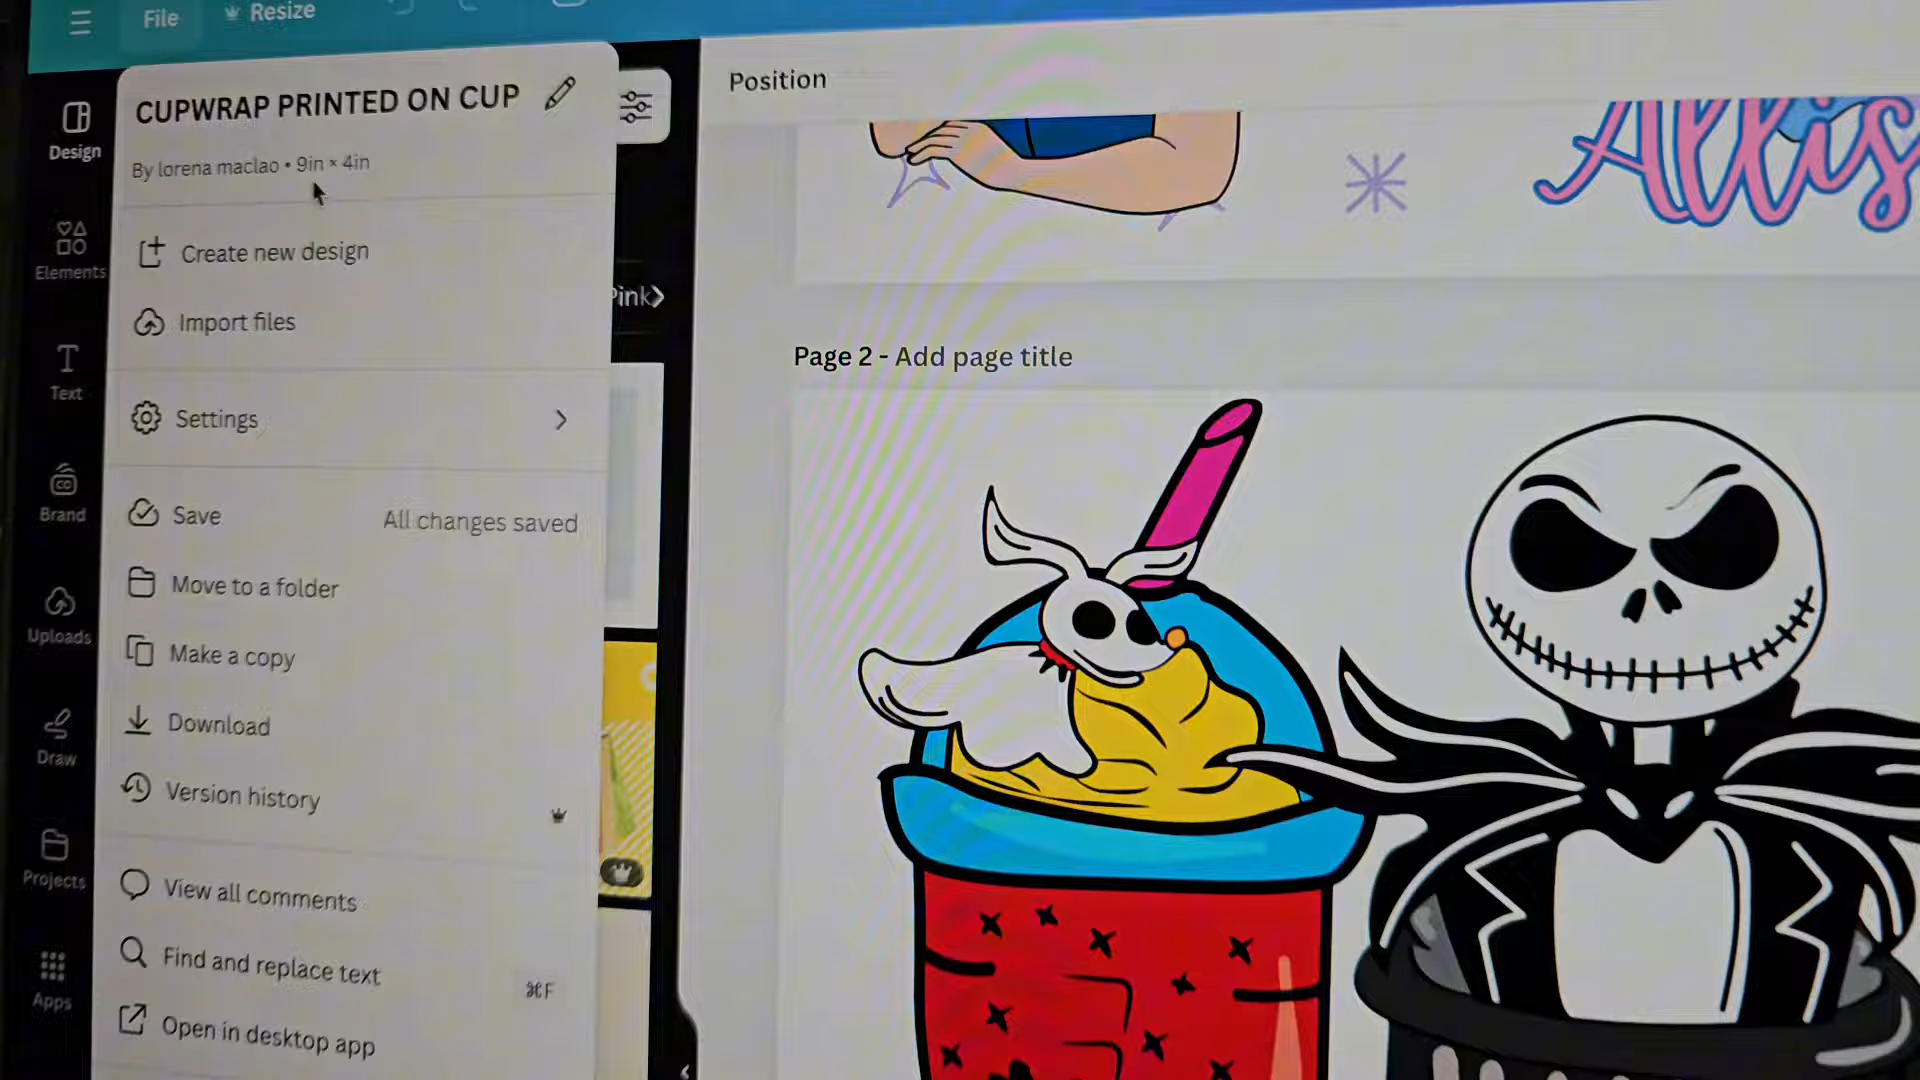 File
Resize
CUPWRAP PRINTED ON CUP
By lorena maclao • 9in × 4in
Create new design
Import files
Settings
Save
All changes saved
Move to a folder
Make a copy
Download
Version history
View all comments
Find and replace text
⌘F
Open in desktop app
Design
Elements
Text
Brand
Uploads
Draw
Projects
Apps
Pink
Position
Allis
Page 2 - Add page title